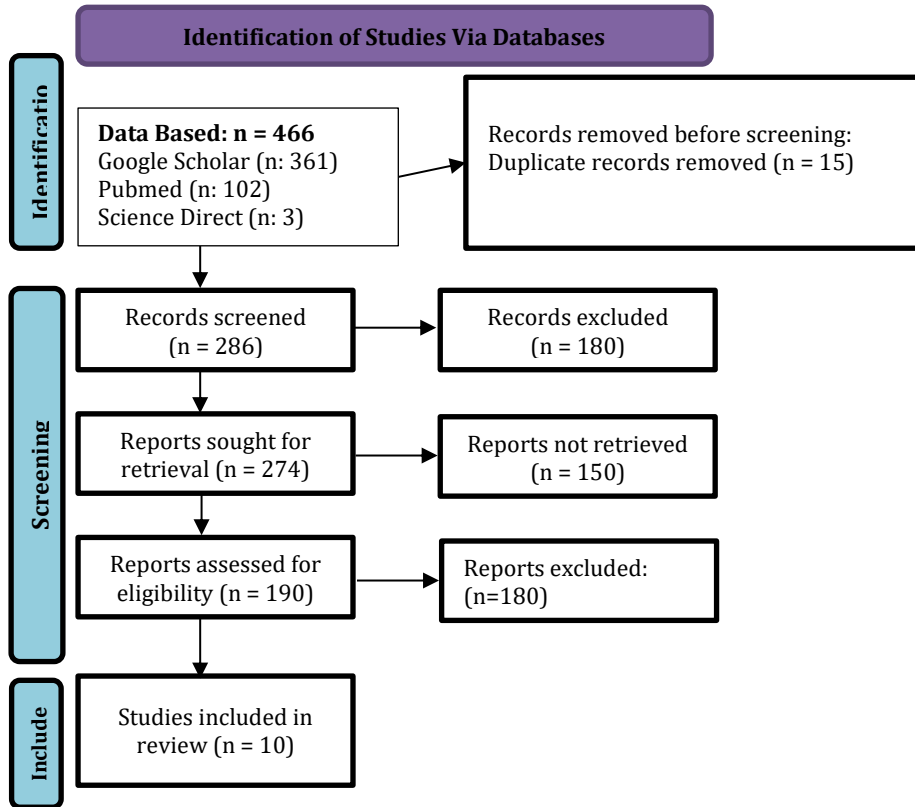 Identification of Studies Via Databases
Identificatio
Data Based: n = 466
Google Scholar (n: 361)
Pubmed (n: 102)
Science Direct (n: 3)
Records removed before screening:
Duplicate records removed (n = 15)
Screening
Records screened
(n = 286)
Records excluded
(n = 180)
Reports sought for
retrieval (n = 274)
Reports not retrieved
(n = 150)
Reports assessed for
eligibility (n = 190)
Reports excluded:
(n=180)
Include
Studies included in
review (n = 10)